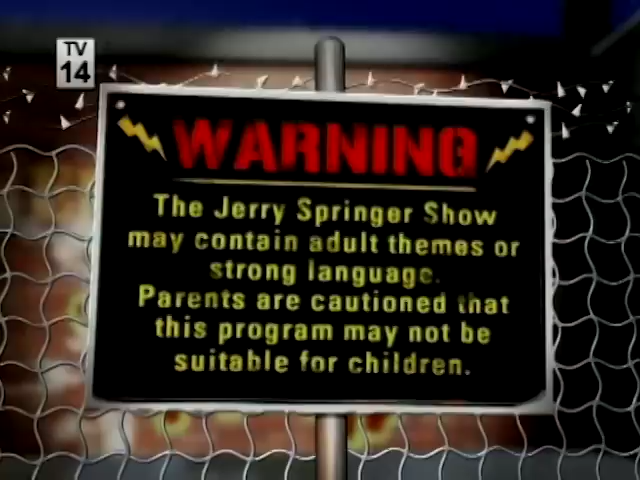 TV
14
WARNING
The Jerry Springer Show
may contain adult themes or
strong language.
Parents are cautioned that
this program may not be
suitable for children.